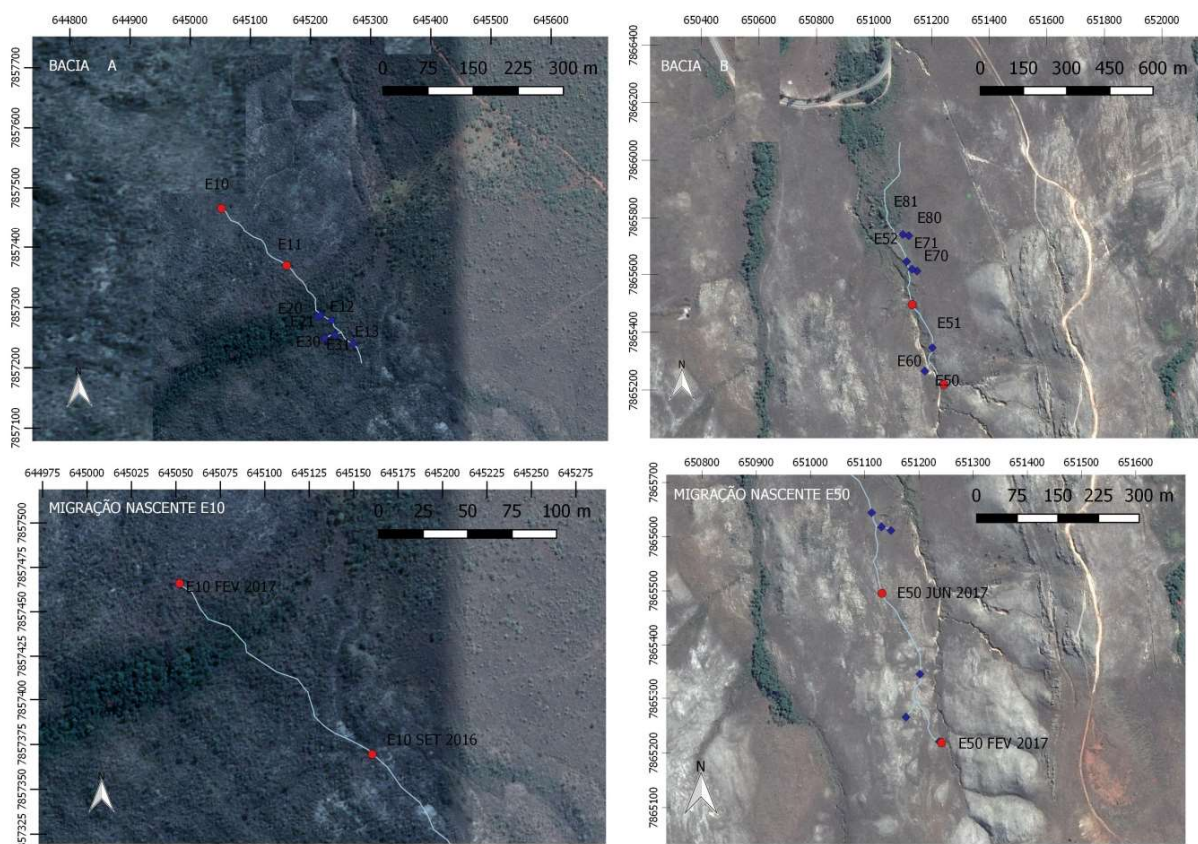 644800 644900 645000 645100 645200 645300 645400 645500 645600
7857700
7857600
7857500
7857400
7857300
7857200
7857100
BACIA A
0 75 150 225 300 m
E10
E11
E20 E12
E21
E13
E30 E31
N
650400 650600 650800 651000 651200 651400 651600 651800 652000
7866400
7866200
7866000
7865800
7865600
7865400
7865200
BACIA B
0 150 300 450 600 m
E81
E80
E52
E71
E70
E51
E60
E50
N
644975 645000 645025 645050 645075 645100 645125 645150 645175 645200 645225 645250 645275
7857500
7857475
7857450
7857425
7857400
7857375
7857350
7857325
MIGRAÇÃO NASCENTE E10
0 25 50 75 100 m
E10 FEV 2017
E10 SET 2016
N
650800 650900 651000 651100 651200 651300 651400 651500 651600
7865700
7865600
7865500
7865400
7865300
7865200
7865100
MIGRAÇÃO NASCENTE E50
0 75 150 225 300 m
E50 JUN 2017
E50 FEV 2017
N